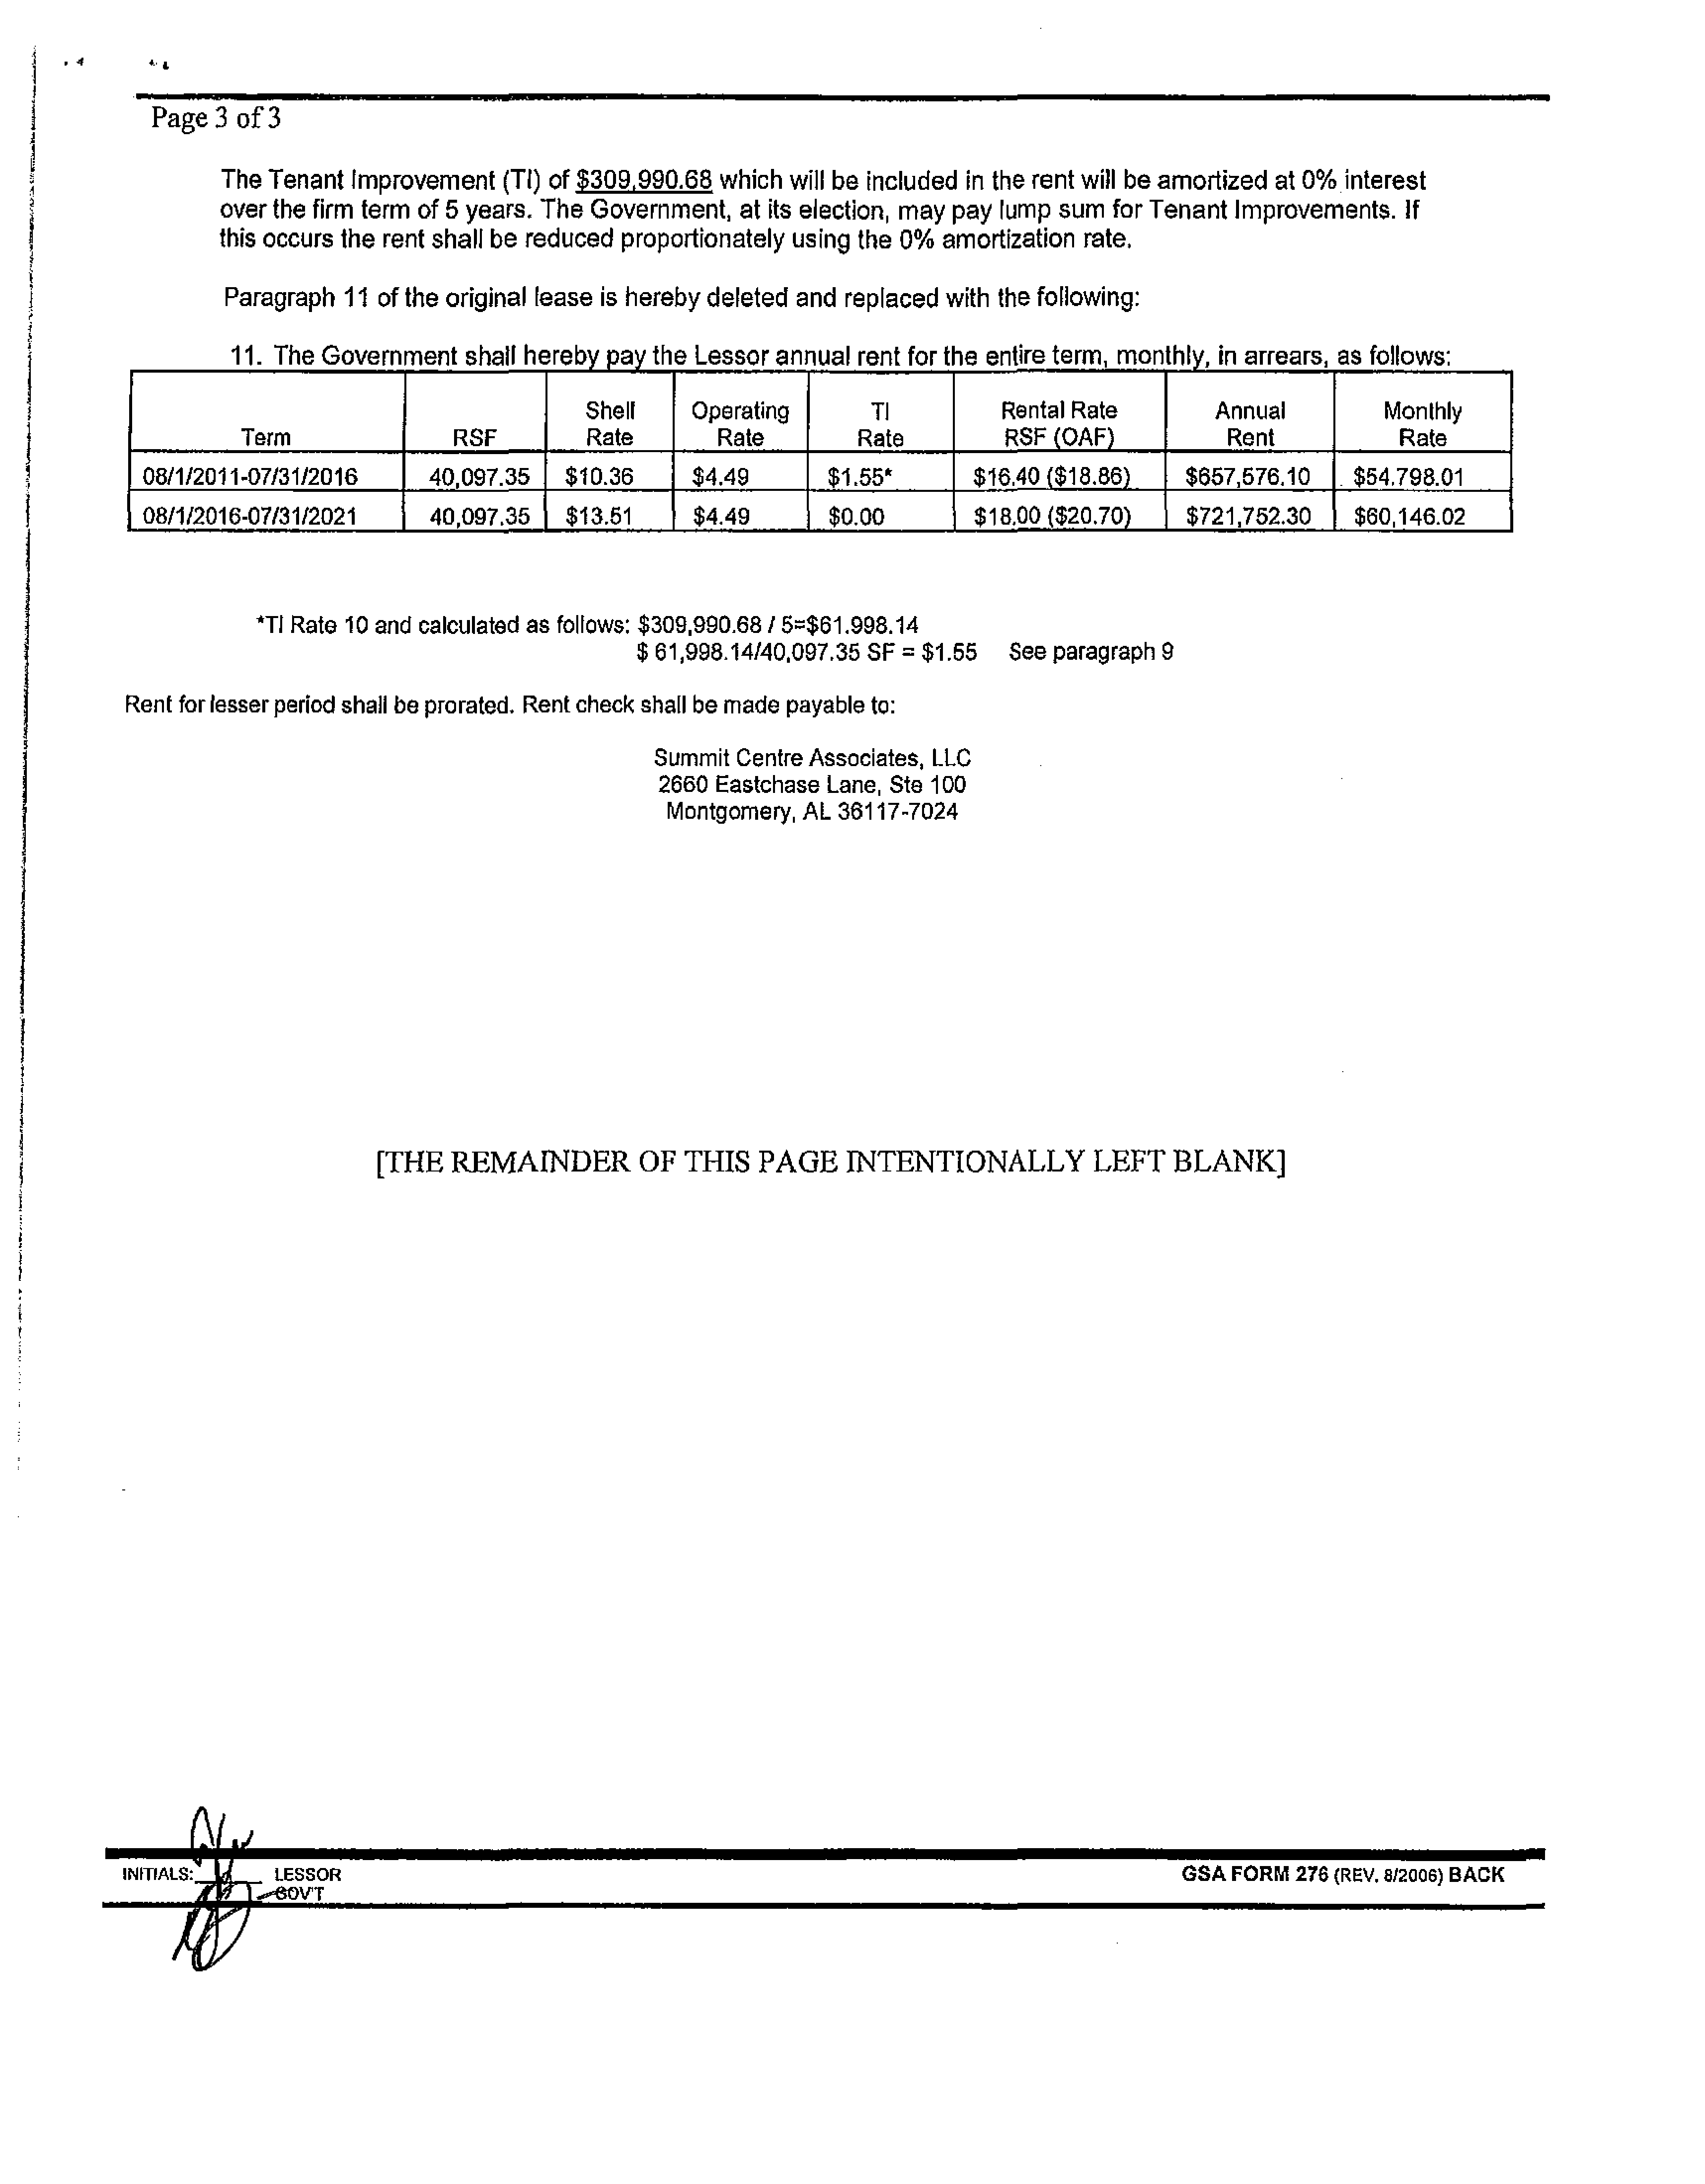 Page 3 of 3
The Tenant Improvement (TI) of $309,990.68 which will be included in the rent will be amortized at 0% interest
over the firm term of 5 years. The Government, at its election, may pay lump sum for Tenant Improvements. If
this occurs the rent shall be reduced proportionately using the 0% amortization rate.
Paragraph 11 of the original lease is hereby deleted and replaced with the following:
11. The Government shall hereby pay the Lessor annual rent for the entire term, monthly, in arrears, as follows:
Term RSF Shell Rate Operating Rate TI Rate Rental Rate RSF (OAF) Annual Rent Monthly Rate
08/1/2011-07/31/2016 40,097.35 $10.36 $4.49 $1.55* $16.40 ($18.86) $657,576.10 $54.798.01
08/1/2016-07/31/2021 40,097.35 $13.51 $4.49 $0.00 $18.00 ($20.70) $721,752.30 $60,146.02
*TI Rate 10 and calculated as follows: $309,990.68 / 5=$61.998.14
$ 61,998.14/40,097.35 SF = $1.55 See paragraph 9
Rent for lesser period shall be prorated. Rent check shall be made payable to:
Summit Centre Associates, LLC
2660 Eastchase Lane, Ste 100
Montgomery, AL 36117-7024
[THE REMAINDER OF THIS PAGE INTENTIONALLY LEFT BLANK]
INITIALS: LESSOR
GOV'T
GSA FORM 276 (REV. 8/2006) BACK